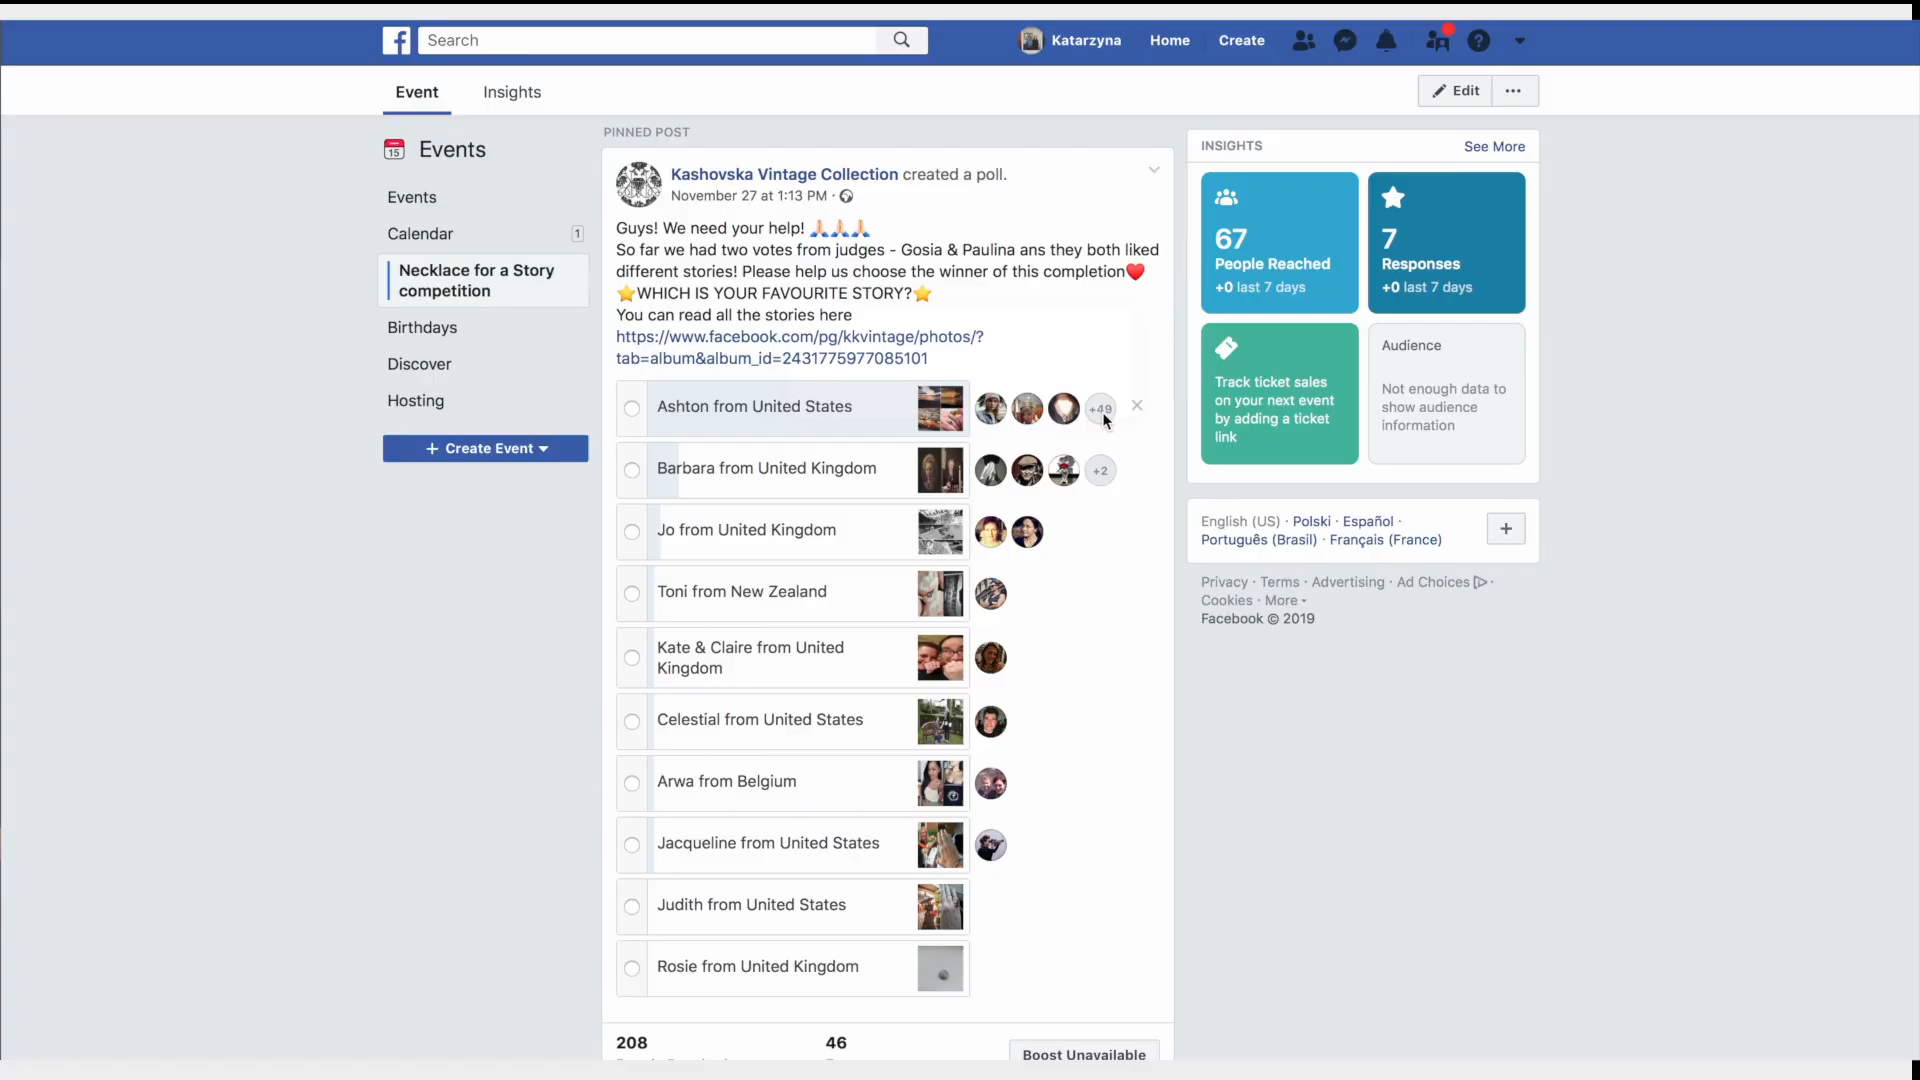 Search
Katarzyna
Home
Create
Event
Insights
Edit
15
Events
Events
Calendar
1
Necklace for a Story
competition
Birthdays
Discover
Hosting
+ Create Event
PINNED POST
Kashovska Vintage Collection created a poll.
November 27 at 1:13 PM ·
Guys! We need your help! 🙏🏻🙏🏻🙏🏻
So far we had two votes from judges - Gosia & Paulina ans they both liked
different stories! Please help us choose the winner of this completion❤️
⭐WHICH IS YOUR FAVOURITE STORY?⭐
You can read all the stories here
https://www.facebook.com/pg/kkvintage/photos/?
tab=album&album_id=2431775977085101
Ashton from United States
+49
Barbara from United Kingdom
+2
Jo from United Kingdom
Toni from New Zealand
Kate & Claire from United
Kingdom
Celestial from United States
Arwa from Belgium
Jacqueline from United States
Judith from United States
Rosie from United Kingdom
208
46
Boost Unavailable
INSIGHTS
See More
67
People Reached
+0 last 7 days
7
Responses
+0 last 7 days
Track ticket sales
on your next event
by adding a ticket
link
Audience
Not enough data to
show audience
information
English (US) · Polski · Español ·
Português (Brasil) · Français (France)
Privacy · Terms · Advertising · Ad Choices ·
Cookies · More
Facebook © 2019